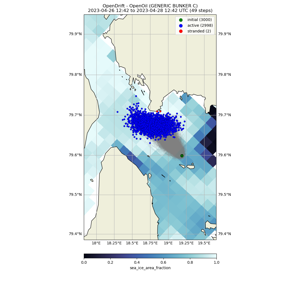 OpenDrift - OpenOil (GENERIC BUNKER C)
2023-04-26 12:42 to 2023-04-28 12:42 UTC (49 steps)
initial (3000)
active (2998)
stranded (2)
79.9°N
79.9°N
79.8°N
79.8°N
79.7°N
79.7°N
79.6°N
79.6°N
79.5°N
79.5°N
79.4°N
79.4°N
18°E
18.25°E
18.5°E
18.75°E
19°E
19.25°E
19.5°E
0.0
0.2
0.4
0.6
0.8
1.0
sea_ice_area_fraction